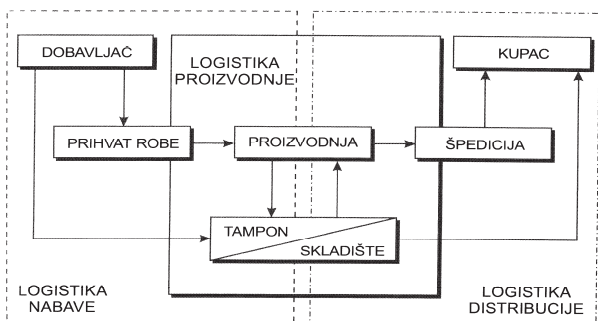 DOBAVLJAČ
LOGISTIKA
PROIZVODNJE
KUPAC
PRIHVAT ROBE
PROIZVODNJA
ŠPEDICIJA
TAMPON
SKLADIŠTE
LOGISTIKA
NABAVE
LOGISTIKA
DISTRIBUCIJE